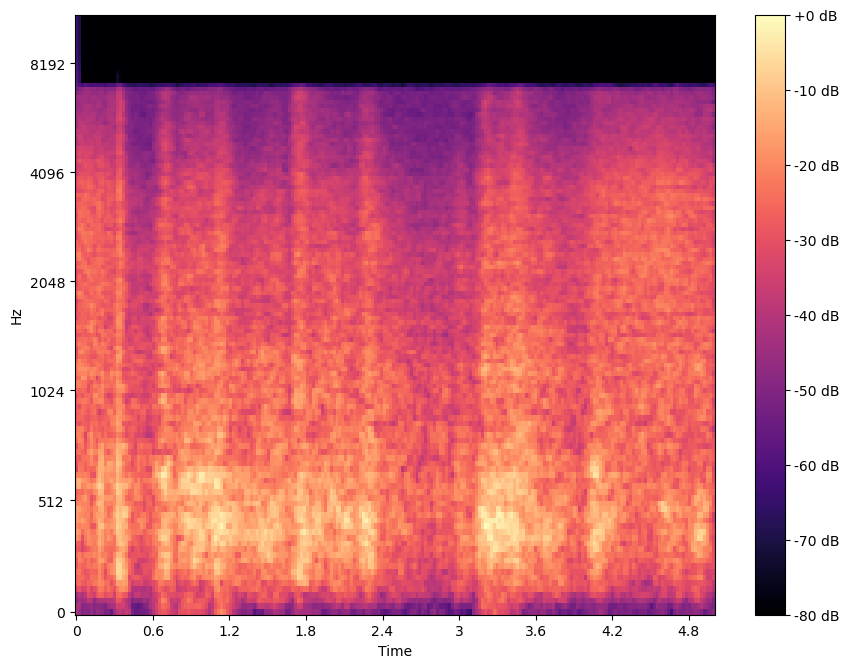 +0 dB
8192
-10 dB
4096
-20 dB
-30 dB
2048
Hz
-40 dB
1024
-50 dB
-60 dB
512
-70 dB
0
-80 dB
0 0.6 1.2 1.8 2.4 3 3.6 4.2 4.8
Time